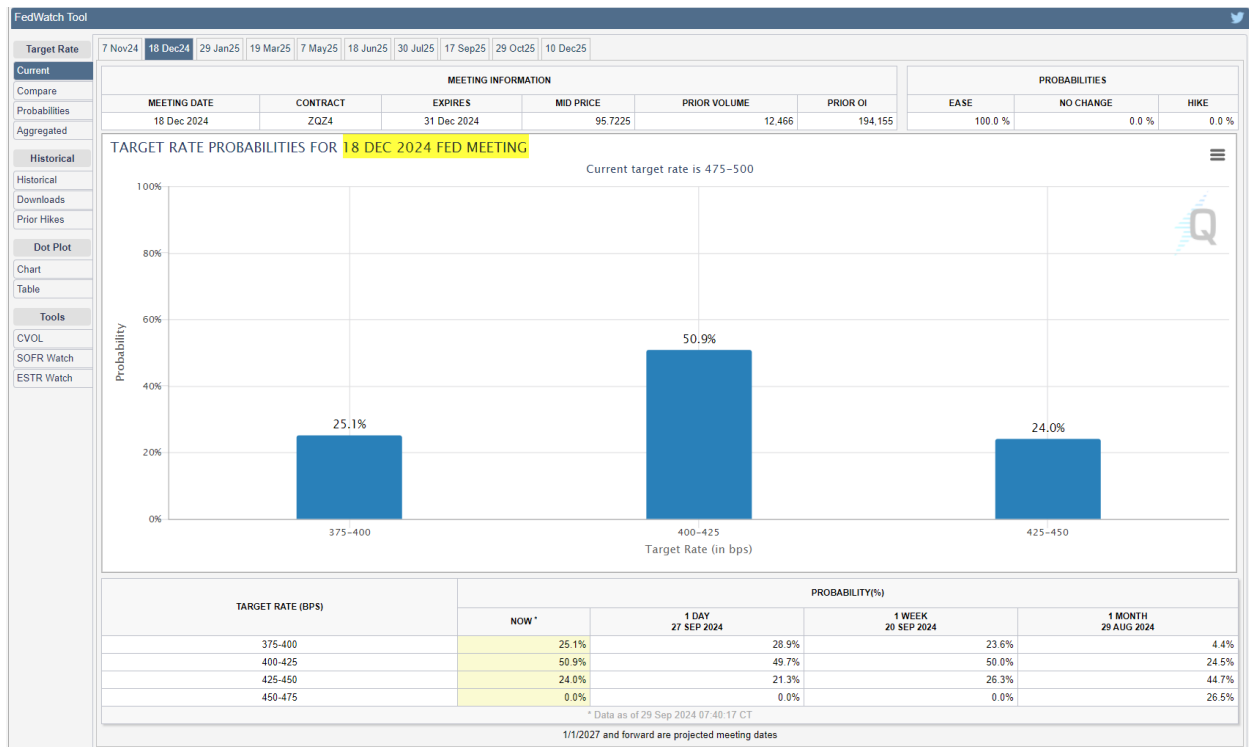 FedWatch Tool
Target Rate
Current
Compare
Probabilities
Aggregated
Historical
Historical
Downloads
Prior Hikes
Dot Plot
Chart
Table
Tools
CVOL
SOFR Watch
ESTR Watch
7 Nov24 18 Dec24 29 Jan25 19 Mar25 7 May25 18 Jun25 30 Jul25 17 Sep25 29 Oct25 10 Dec25
MEETING INFORMATION
MEETING DATE CONTRACT EXPIRES MID PRICE PRIOR VOLUME PRIOR OI
18 Dec 2024 ZQZ4 31 Dec 2024 95.7225 12,466 194,155
PROBABILITIES
EASE NO CHANGE HIKE
100.0 % 0.0 % 0.0 %
TARGET RATE PROBABILITIES FOR 18 DEC 2024 FED MEETING
Current target rate is 475-500
Probability
100%
80%
60%
40%
20%
0%
25.1%
50.9%
24.0%
375-400 400-425 425-450
Target Rate (in bps)
Q
TARGET RATE (BPS) PROBABILITY(%)
NOW * 1 DAY 27 SEP 2024 1 WEEK 20 SEP 2024 1 MONTH 29 AUG 2024
375-400 25.1% 28.9% 23.6% 4.4%
400-425 50.9% 49.7% 50.0% 24.5%
425-450 24.0% 21.3% 26.3% 44.7%
450-475 0.0% 0.0% 0.0% 26.5%
* Data as of 29 Sep 2024 07:40:17 CT
1/1/2027 and forward are projected meeting dates